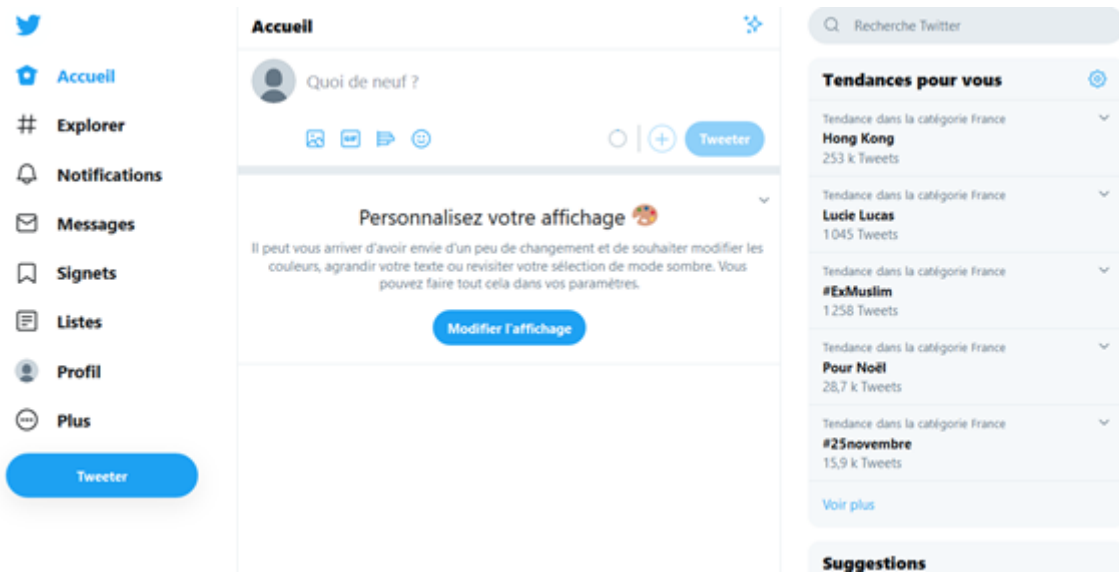 Accueil
Explorer
Notifications
Messages
Signets
Listes
Profil
Plus
Tweeter
Accueil
Quoi de neuf ?
GIF
Tweeter
Personnalisez votre affichage
Il peut vous arriver d'avoir envie d'un peu de changement et de souhaiter modifier les
couleurs, agrandir votre texte ou revisiter votre sélection de mode sombre. Vous
pouvez faire tout cela dans vos paramètres.
Modifier l'affichage
Recherche Twitter
Tendances pour vous
Tendance dans la catégorie France
Hong Kong
253 k Tweets
Tendance dans la catégorie France
Lucie Lucas
1 045 Tweets
Tendance dans la catégorie France
#ExMuslim
1 258 Tweets
Tendance dans la catégorie France
Pour Noël
28,7 k Tweets
Tendance dans la catégorie France
#25novembre
15,9 k Tweets
Voir plus
Suggestions